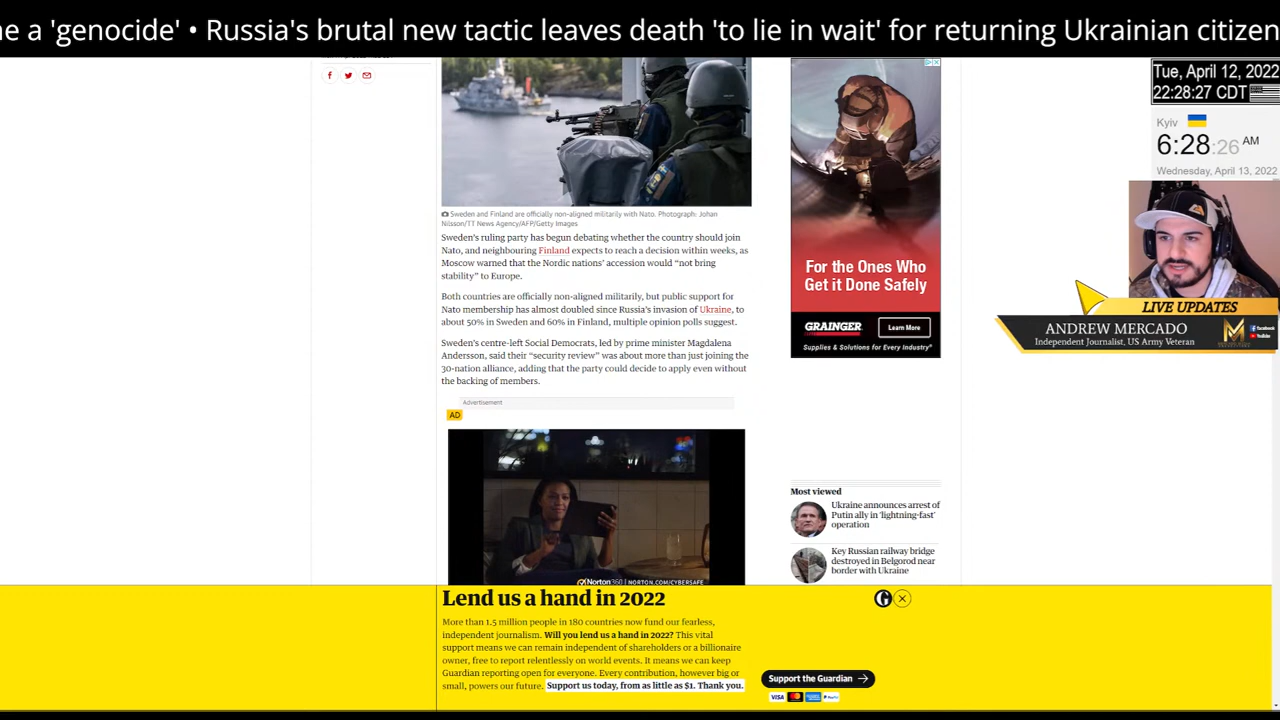 e a 'genocide' • Russia's brutal new tactic leaves death 'to lie in wait' for returning Ukrainian citizen
Tue, April 12, 2022
22:28:27 CDT
Kyiv
6:28:26 AM
Wednesday, April 13, 2022
LIVE UPDATES
ANDREW MERCADO
Independent Journalist, US Army Veteran
facebook
YouTube
Sweden and Finland are officially non-aligned militarily with Nato. Photograph: Johan
Nilsson/TT News Agency/AFP/Getty Images
Sweden's ruling party has begun debating whether the country should join
Nato, and neighbouring Finland expects to reach a decision within weeks, as
Moscow warned that the Nordic nations' accession would “not bring
stability” to Europe.
Both countries are officially non-aligned militarily, but public support for
Nato membership has almost doubled since Russia's invasion of Ukraine, to
about 50% in Sweden and 60% in Finland, multiple opinion polls suggest.
Sweden's centre-left Social Democrats, led by prime minister Magdalena
Andersson, said their “security review” was about more than just joining the
30-nation alliance, adding that the party could decide to apply even without
the backing of members.
Advertisement
AD
Norton360 | NORTON.COM/CYBERSAFE
For the Ones Who
Get it Done Safely
GRAINGER
Learn More
Supplies & Solutions for Every Industry®
Most viewed
Ukraine announces arrest of
Putin ally in 'lightning-fast'
operation
Key Russian railway bridge
destroyed in Belgorod near
border with Ukraine
Lend us a hand in 2022
More than 1.5 million people in 180 countries now fund our fearless,
independent journalism. Will you lend us a hand in 2022? This vital
support means we can remain independent of shareholders or a billionaire
owner, free to report relentlessly on world events. It means we can keep
Guardian reporting open for everyone. Every contribution, however big or
small, powers our future. Support us today, from as little as $1. Thank you.
Support the Guardian
VISA
PayPal